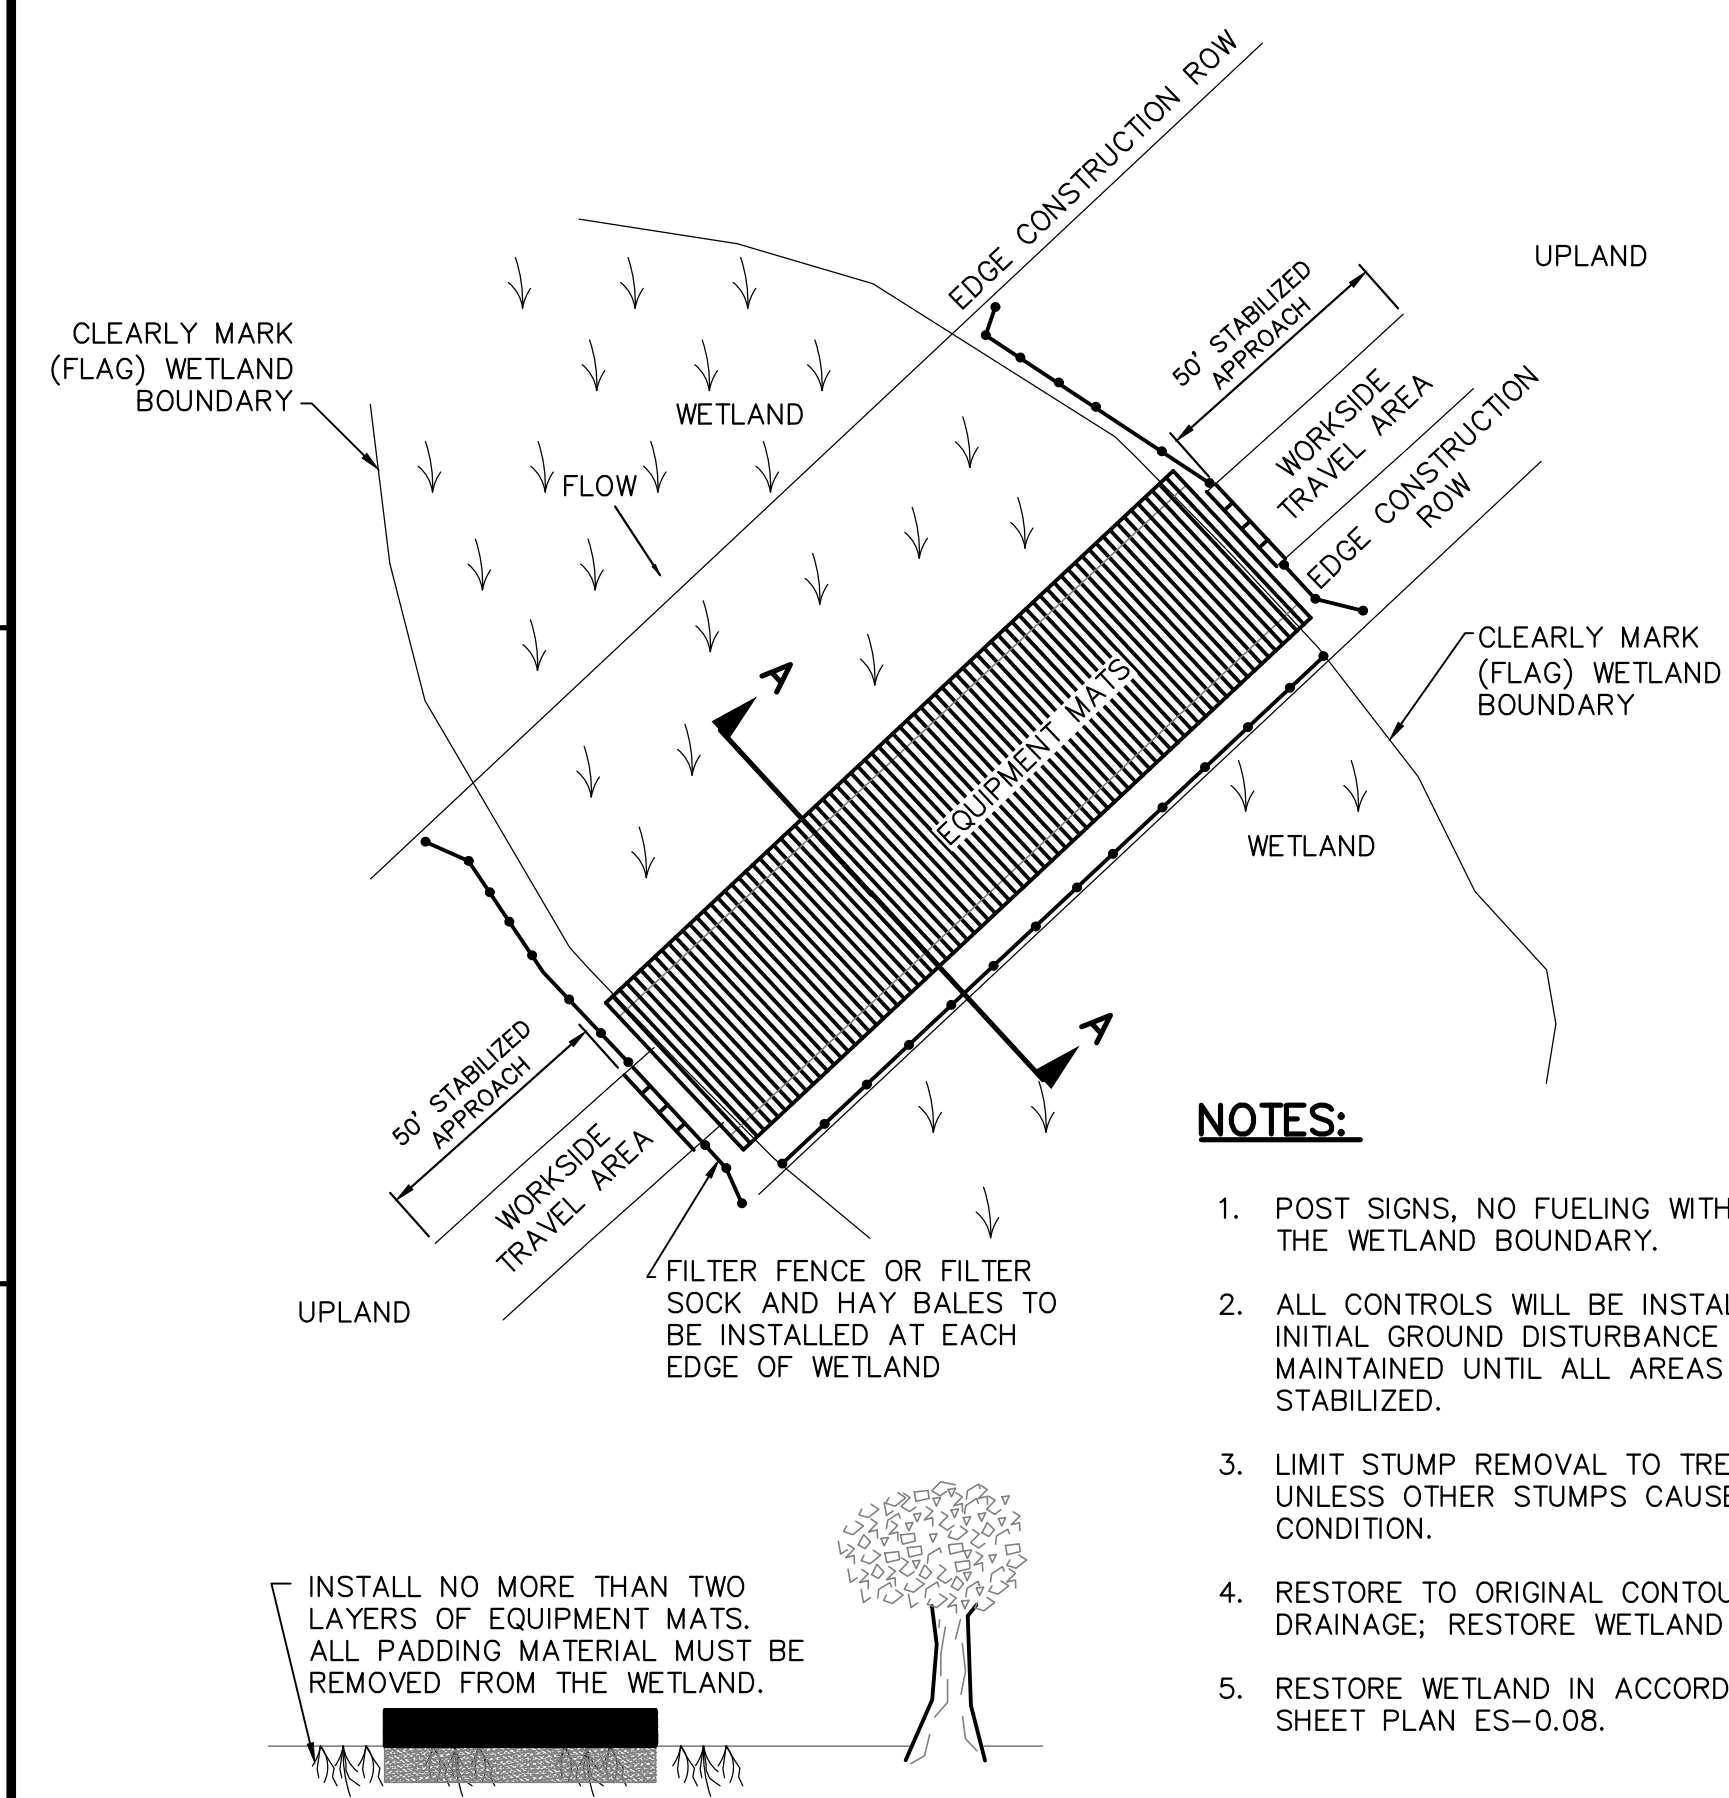 EDGE CONSTRUCTION ROW
UPLAND
50' STABILIZED
APPROACH
CLEARLY MARK
(FLAG) WETLAND
BOUNDARY
WETLAND
WORKSIDE
TRAVEL AREA
EDGE CONSTRUCTION
ROW
FLOW
A
EQUIPMENT MATS
CLEARLY MARK
(FLAG) WETLAND
BOUNDARY
WETLAND
A
50' STABILIZED
APPROACH
WORKSIDE
TRAVEL AREA
UPLAND
FILTER FENCE OR FILTER
SOCK AND HAY BALES TO
BE INSTALLED AT EACH
EDGE OF WETLAND
NOTES:
1. POST SIGNS, NO FUELING WITH
THE WETLAND BOUNDARY.
2. ALL CONTROLS WILL BE INSTAL
INITIAL GROUND DISTURBANCE
MAINTAINED UNTIL ALL AREAS
STABILIZED.
3. LIMIT STUMP REMOVAL TO TRE
UNLESS OTHER STUMPS CAUSE
CONDITION.
4. RESTORE TO ORIGINAL CONTOU
DRAINAGE; RESTORE WETLAND
5. RESTORE WETLAND IN ACCORD
SHEET PLAN ES-0.08.
INSTALL NO MORE THAN TWO
LAYERS OF EQUIPMENT MATS.
ALL PADDING MATERIAL MUST BE
REMOVED FROM THE WETLAND.